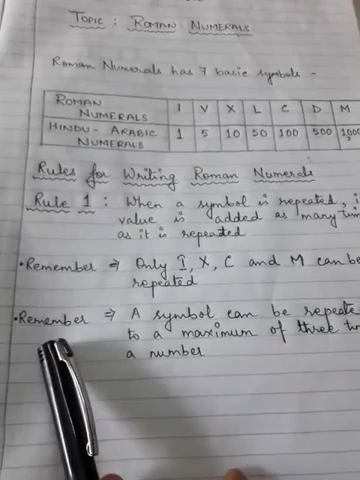 TOPIC : ROMAN NUMERALS
Roman Numerals has 7 basic symbols -
ROMAN NUMERALS I V X L C D M
HINDU- ARABIC NUMERALS 1 5 10 50 100 500 1000
Rules for Writing Roman Numerals
Rule 1 : When a symbol is repeated,
value is added as many
as it is repeated
• Remember ⇒ Only I, X, C and M can be
repeated
• Remember ⇒ A symbol can be repeate
to a maximum of three
a number